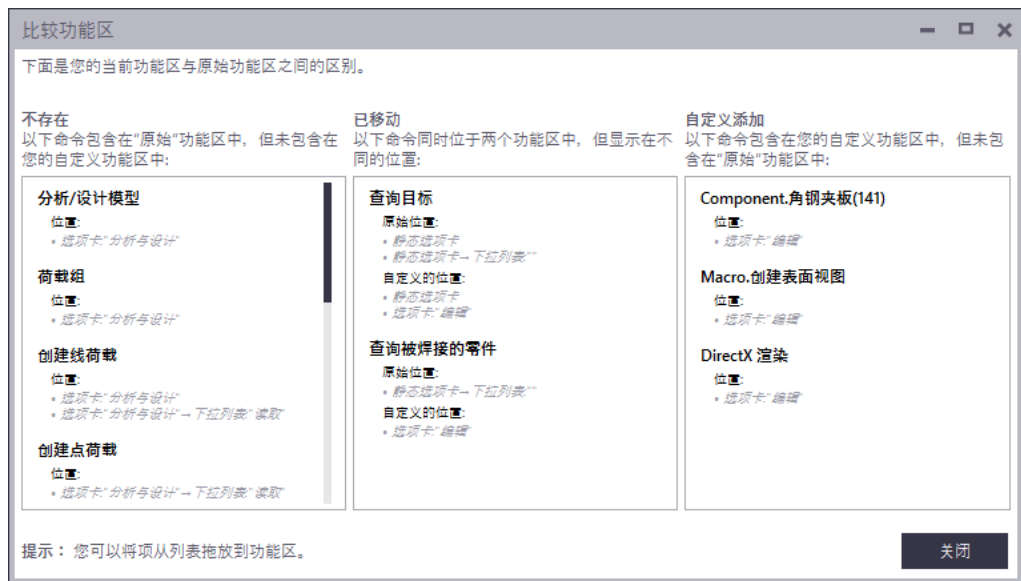 比较功能区
下面是您的当前功能区与原始功能区之间的区别。
不存在
以下命令包含在"原始"功能区中，但未包含在
您的自定义功能区中:
分析/设计模型
位置:
• 选项卡:"分析与设计"
荷载组
位置:
• 选项卡:"分析与设计"
创建线荷载
位置:
• 选项卡:"分析与设计"
• 选项卡:"分析与设计"→下拉列表:"读取"
创建点荷载
位置:
• 选项卡:"分析与设计"→下拉列表:"读取"
已移动
以下命令同时位于两个功能区中，但显示在不
同的位置:
查询目标
原始位置:
• 静态选项卡
• 静态选项卡→下拉列表:""
自定义的位置:
• 静态选项卡
• 选项卡:"编辑"
查询被焊接的零件
原始位置:
• 静态选项卡→下拉列表:""
自定义的位置:
• 选项卡:"编辑"
自定义添加
以下命令包含在您的自定义功能区中，但未包
含在"原始"功能区中:
Component.角钢夹板(141)
位置:
• 选项卡:"编辑"
Macro.创建表面视图
位置:
• 选项卡:"编辑"
DirectX 渲染
位置:
• 选项卡:"编辑"
提示： 您可以将项从列表拖放到功能区。
关闭